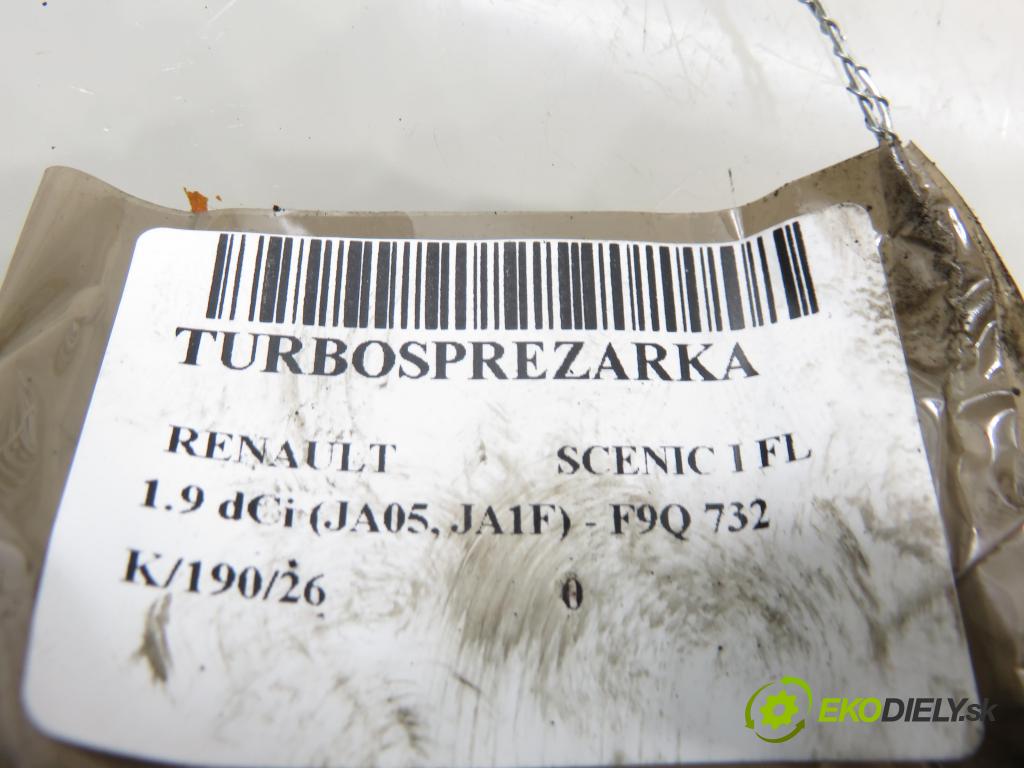 TURBOSPREZARKA
RENAULT SCENIC I FL
1.9 dCi (JA05, JA1F) - F9Q 732
K/190/26 0
EKODIELY.sk